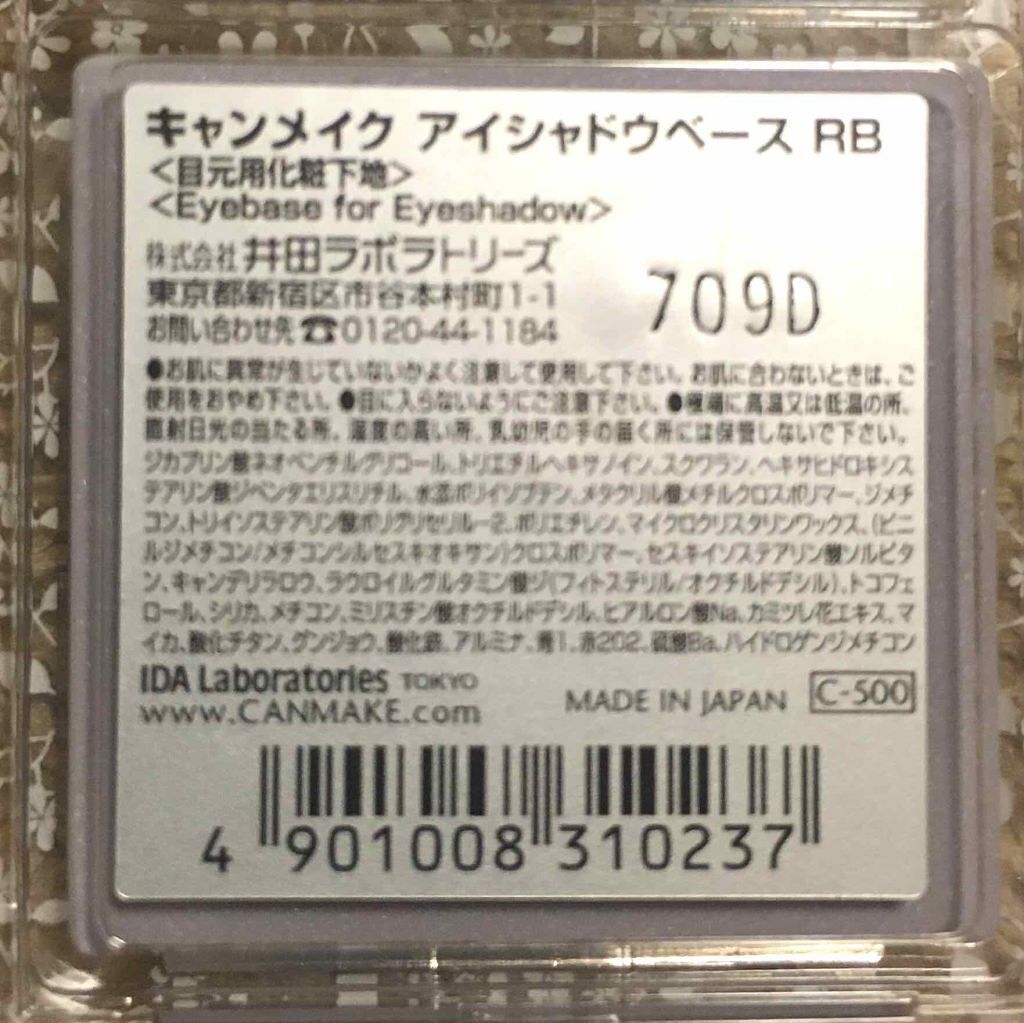 キャンメイク アイシャドウベース RB
<目元用化粧下地>
<Eyebase for Eyeshadow>
株式会社 井田ラボラトリーズ
東京都新宿区市谷本村町1-1
お問い合わせ先☎0120-44-1184
709D
●お肌に異常が生じていないかよく注意して使用して下さい。お肌に合わないときは、ご
使用をおやめ下さい。●目に入らないようにご注意下さい。●極端に高温又は低温の所、
直射日光の当たる所、湿度の高い所、乳幼児の手の届く所には保管しないで下さい。
ジカプリン酸ネオペンチルグリコール、トリエチルヘキサノイン、スクワラン、ヘキサヒドロキシス
テアリン酸ジペンタエリスリチル、水添ポリイソブテン、メタクリル酸メチルクロスポリマー、ジメチ
コン、トリイソステアリン酸ポリグリセリル-2、ポリエチレン、マイクロクリスタリンワックス、(ビニ
ルジメチコン/メチコンシルセスキオキサン)クロスポリマー、セスキイソステアリン酸ソルビタ
ン、キャンデリラロウ、ラウロイルグルタミン酸ジ(フィトステリル/オクチルドデシル)、トコフェ
ロール、シリカ、メチコン、ミリスチン酸オクチルドデシル、ヒアルロン酸Na、カミツレ花エキス、マ
イカ、酸化チタン、グンジョウ、酸化鉄、アルミナ、青1、赤202、硫酸Ba、ハイドロゲンジメチコン
IDA Laboratories TOKYO
www.CANMAKE.com
MADE IN JAPAN C-500
4 901008 310237